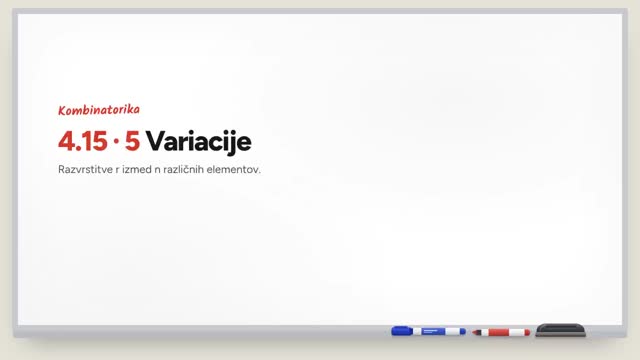 Kombinatorika
4.15 · 5 Variacije
Razvrstitve r izmed n različnih elementov.